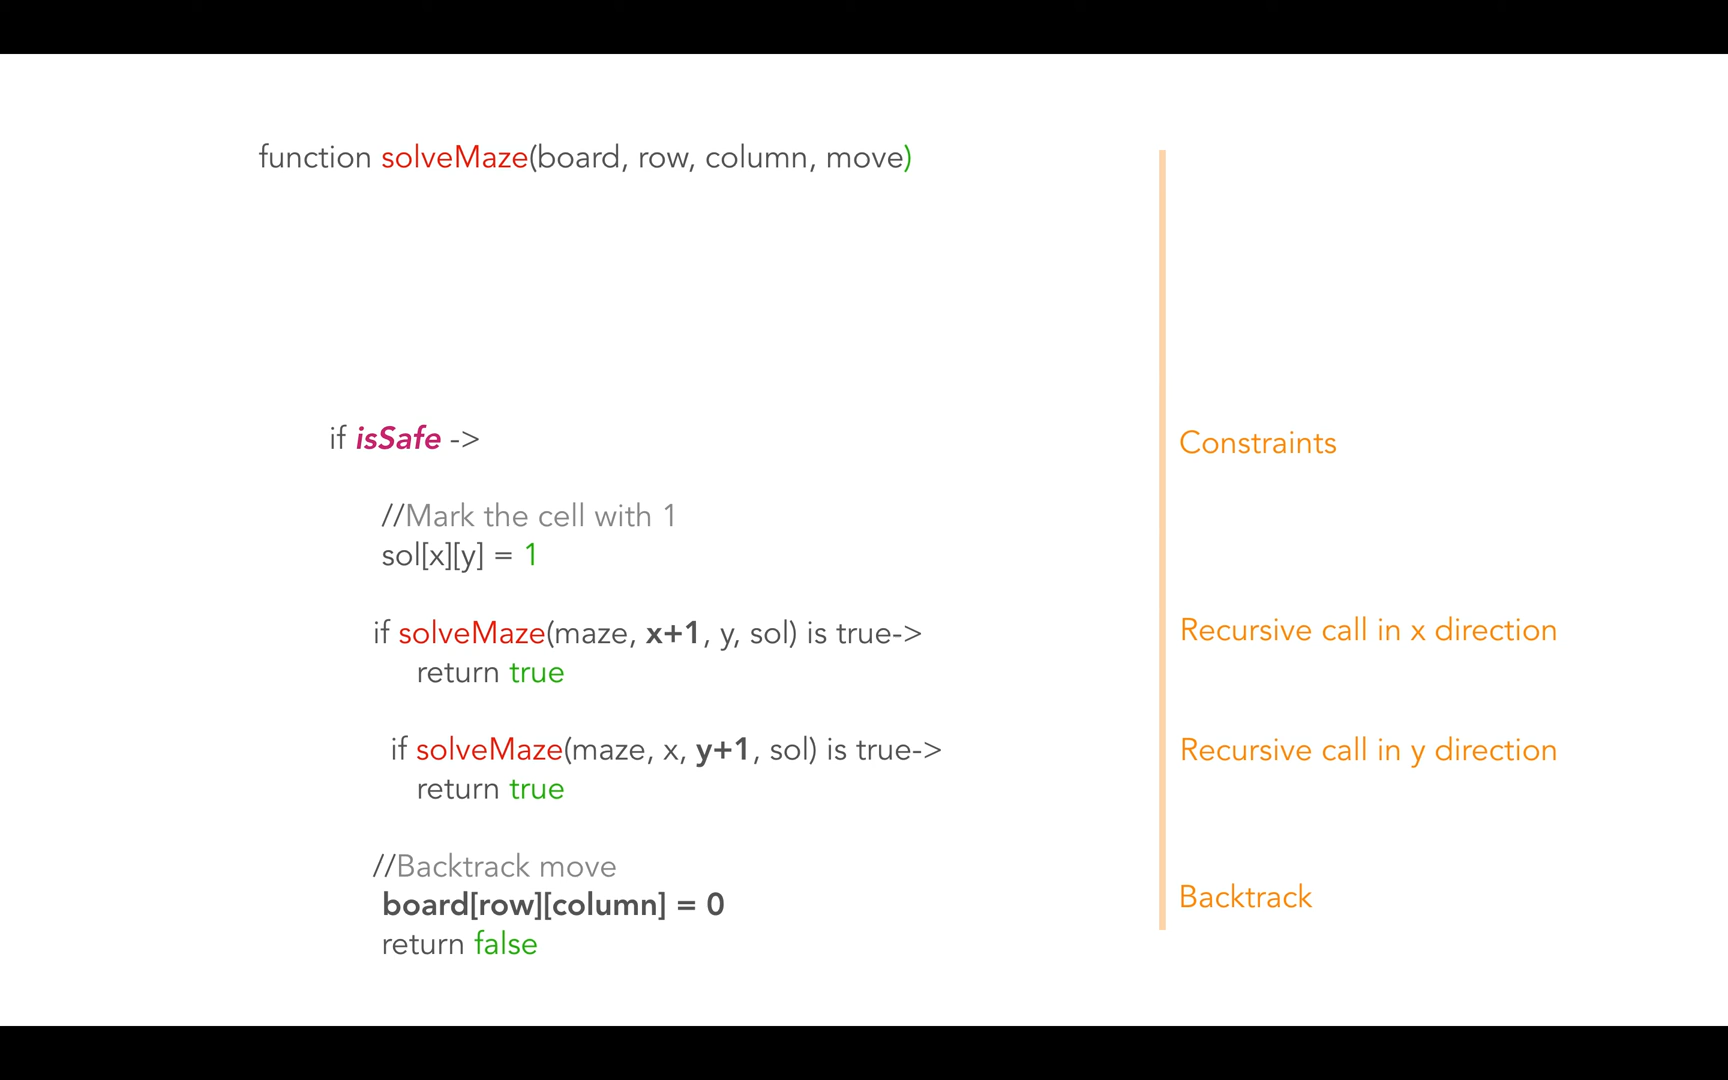 function solveMaze(board, row, column, move)
if isSafe ->
Constraints
//Mark the cell with 1
sol[x][y] = 1
if solveMaze(maze, x+1, y, sol) is true->
Recursive call in x direction
return true
if solveMaze(maze, x, y+1, sol) is true->
Recursive call in y direction
return true
//Backtrack move
board[row][column] = 0
Backtrack
return false